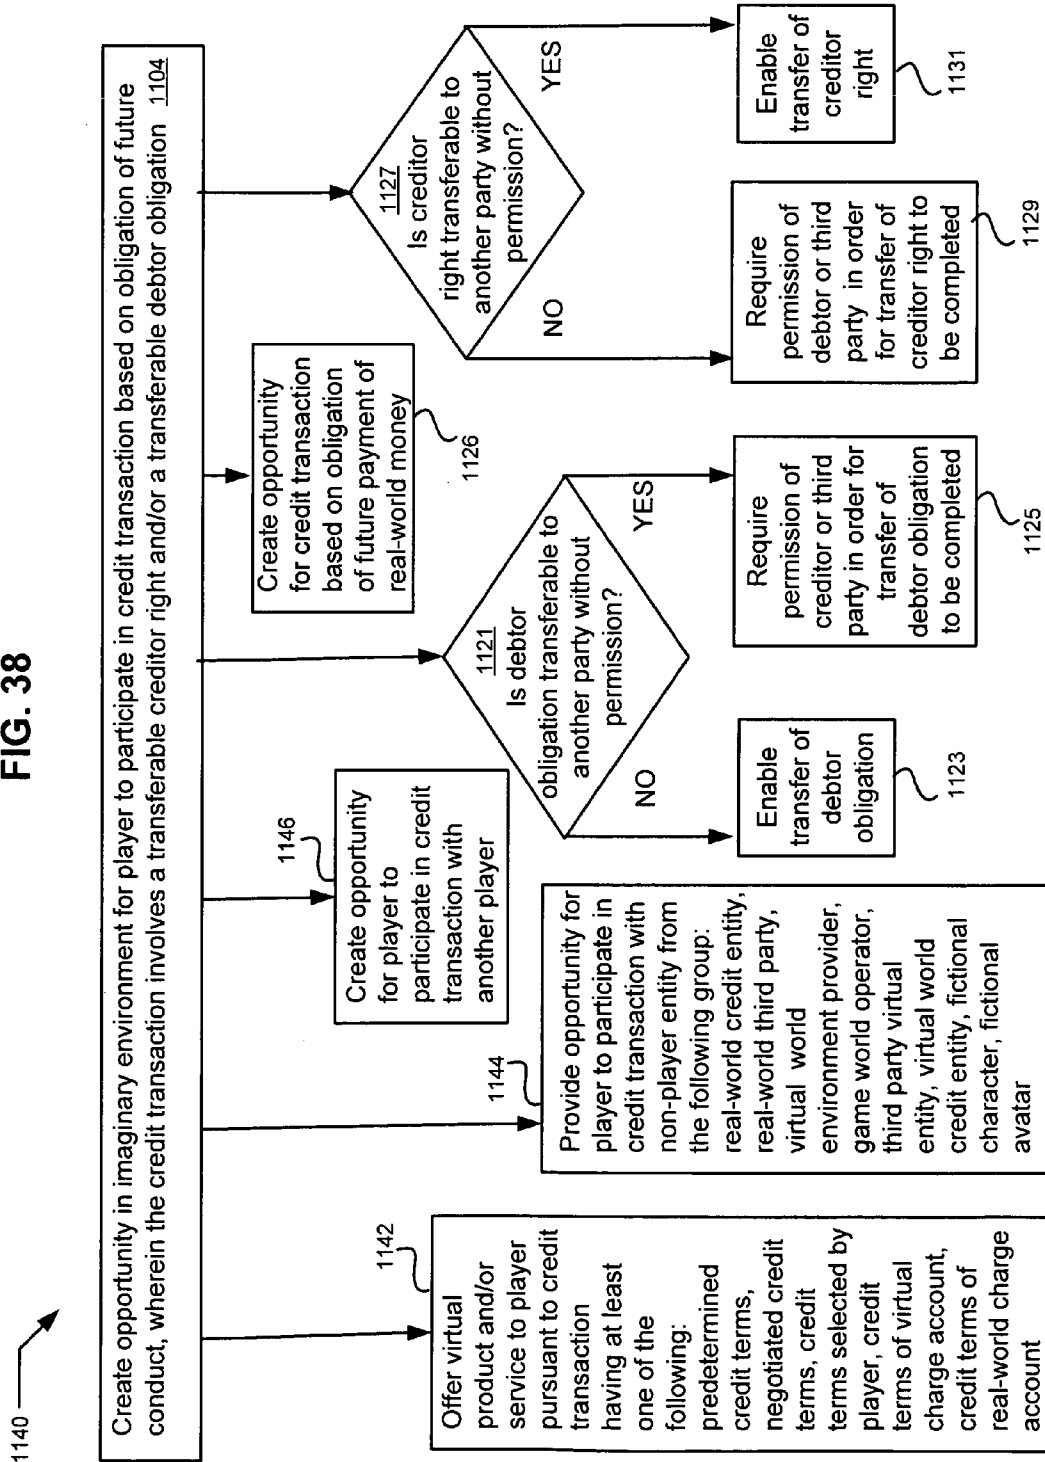 FIG. 38
1140
Create opportunity in imaginary environment for player to participate in credit transaction based on obligation of future
conduct, wherein the credit transaction involves a transferable creditor right and/or a transferable debtor obligation 1104
1142
Offer virtual
product and/or
service to player
pursuant to credit
transaction
having at least
one of the
following:
predetermined
credit terms,
negotiated credit
terms, credit
terms selected by
player, credit
terms of virtual
charge account,
credit terms of
real-world charge
account
1144
Provide opportunity for
player to participate in
credit transaction with
non-player entity from
the following group:
real-world credit entity,
real-world third party,
virtual world
environment provider,
game world operator,
third party virtual
entity, virtual world
credit entity, fictional
character, fictional
avatar
1146
Create opportunity
for player to
participate in credit
transaction with
another player
1121
Is debtor
obligation transferable to
another party without
permission?
NO
YES
Enable
transfer of
debtor
obligation
1123
Require
permission of
creditor or third
party in order for
transfer of
debtor obligation
to be completed
1125
Create opportunity
for credit transaction
based on obligation
of future payment of
real-world money
1126
1127
Is creditor
right transferable to
another party without
permission?
NO
YES
Require
permission of
debtor or third
party in order
for transfer of
creditor right to
be completed
1129
Enable
transfer of
creditor
right
1131